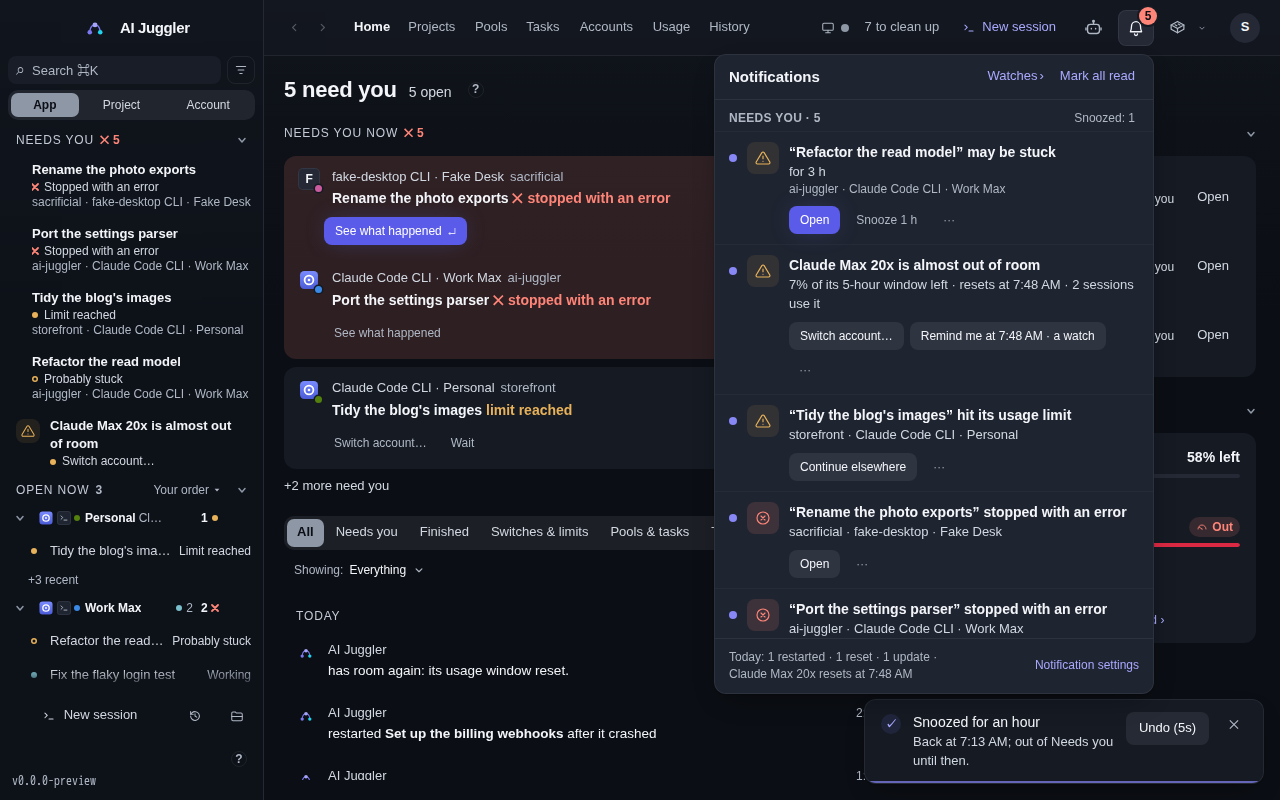 AI Juggler
Search ⌘K
App
Project
Account
NEEDS YOU 5
Rename the photo exports
Stopped with an error
sacrificial · fake-desktop CLI · Fake Desk
Port the settings parser
Stopped with an error
ai-juggler · Claude Code CLI · Work Max
Tidy the blog's images
Limit reached
storefront · Claude Code CLI · Personal
Refactor the read model
Probably stuck
ai-juggler · Claude Code CLI · Work Max
Claude Max 20x is almost out
of room
Switch account…
OPEN NOW 3
Your order
Personal Cl…
1
Tidy the blog's ima…
Limit reached
+3 recent
Work Max
2
2
Refactor the read…
Probably stuck
Fix the flaky login test
Working
New session
?
v0.0.0-preview
Home
Projects
Pools
Tasks
Accounts
Usage
History
7 to clean up
New session
5
S
5 need you
5 open
?
NEEDS YOU NOW 5
F
fake-desktop CLI · Fake Desk sacrificial
Rename the photo exports stopped with an error
See what happened
Claude Code CLI · Work Max ai-juggler
Port the settings parser stopped with an error
See what happened
Claude Code CLI · Personal storefront
Tidy the blog's images limit reached
Switch account…
Wait
+2 more need you
All
Needs you
Finished
Switches & limits
Pools & tasks
Showing: Everything
TODAY
AI Juggler
has room again: its usage window reset.
AI Juggler
restarted Set up the billing webhooks after it crashed
AI Juggler
you
Open
you
Open
you
Open
58% left
Out
Notifications
Watches ›
Mark all read
NEEDS YOU · 5
Snoozed: 1
“Refactor the read model” may be stuck
for 3 h
ai-juggler · Claude Code CLI · Work Max
Open
Snooze 1 h
···
Claude Max 20x is almost out of room
7% of its 5-hour window left · resets at 7:48 AM · 2 sessions
use it
Switch account…
Remind me at 7:48 AM · a watch
···
“Tidy the blog's images” hit its usage limit
storefront · Claude Code CLI · Personal
Continue elsewhere
···
“Rename the photo exports” stopped with an error
sacrificial · fake-desktop · Fake Desk
Open
···
“Port the settings parser” stopped with an error
ai-juggler · Claude Code CLI · Work Max
Today: 1 restarted · 1 reset · 1 update ·
Claude Max 20x resets at 7:48 AM
Notification settings
Snoozed for an hour
Back at 7:13 AM; out of Needs you
until then.
Undo (5s)